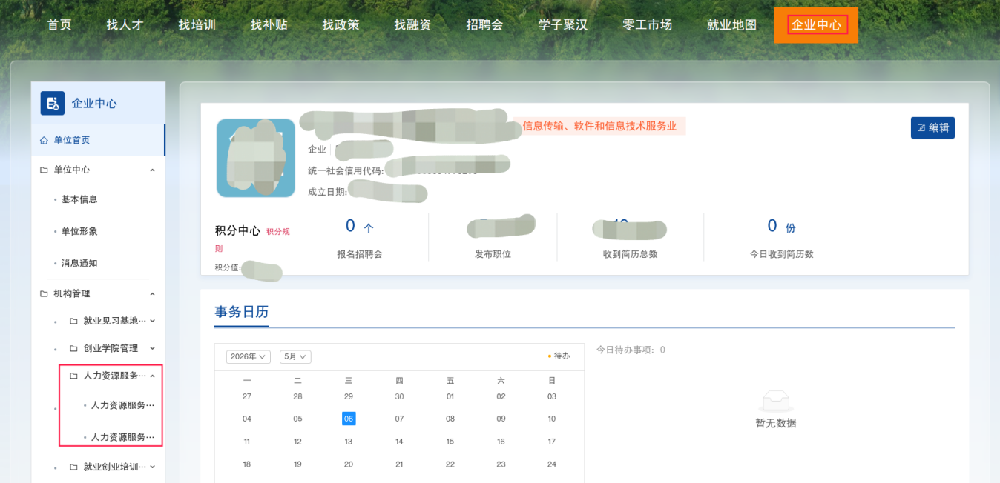 首页 找人才 找培训 找补贴 找政策 找融资 招聘会 学子聚汉 零工市场 就业地图 企业中心
企业中心
单位首页
单位中心
基本信息
单位形象
消息通知
机构管理
就业见习基地…
创业学院管理
人力资源服务…
人力资源服务…
人力资源服务…
就业创业培训…
信息传输、软件和信息技术服务业
编辑
企业
统一社会信用代码:
成立日期:
积分中心 积分规
则
积分值:
0 个
报名招聘会
发布职位
收到简历总数
0 份
今日收到简历数
事务日历
2026年 5月 待办
一 二 三 四 五 六 日
27 28 29 30 01 02 03
04 05 06 07 08 09 10
11 12 13 14 15 16 17
18 19 20 21 22 23 24
今日待办事项: 0
暂无数据